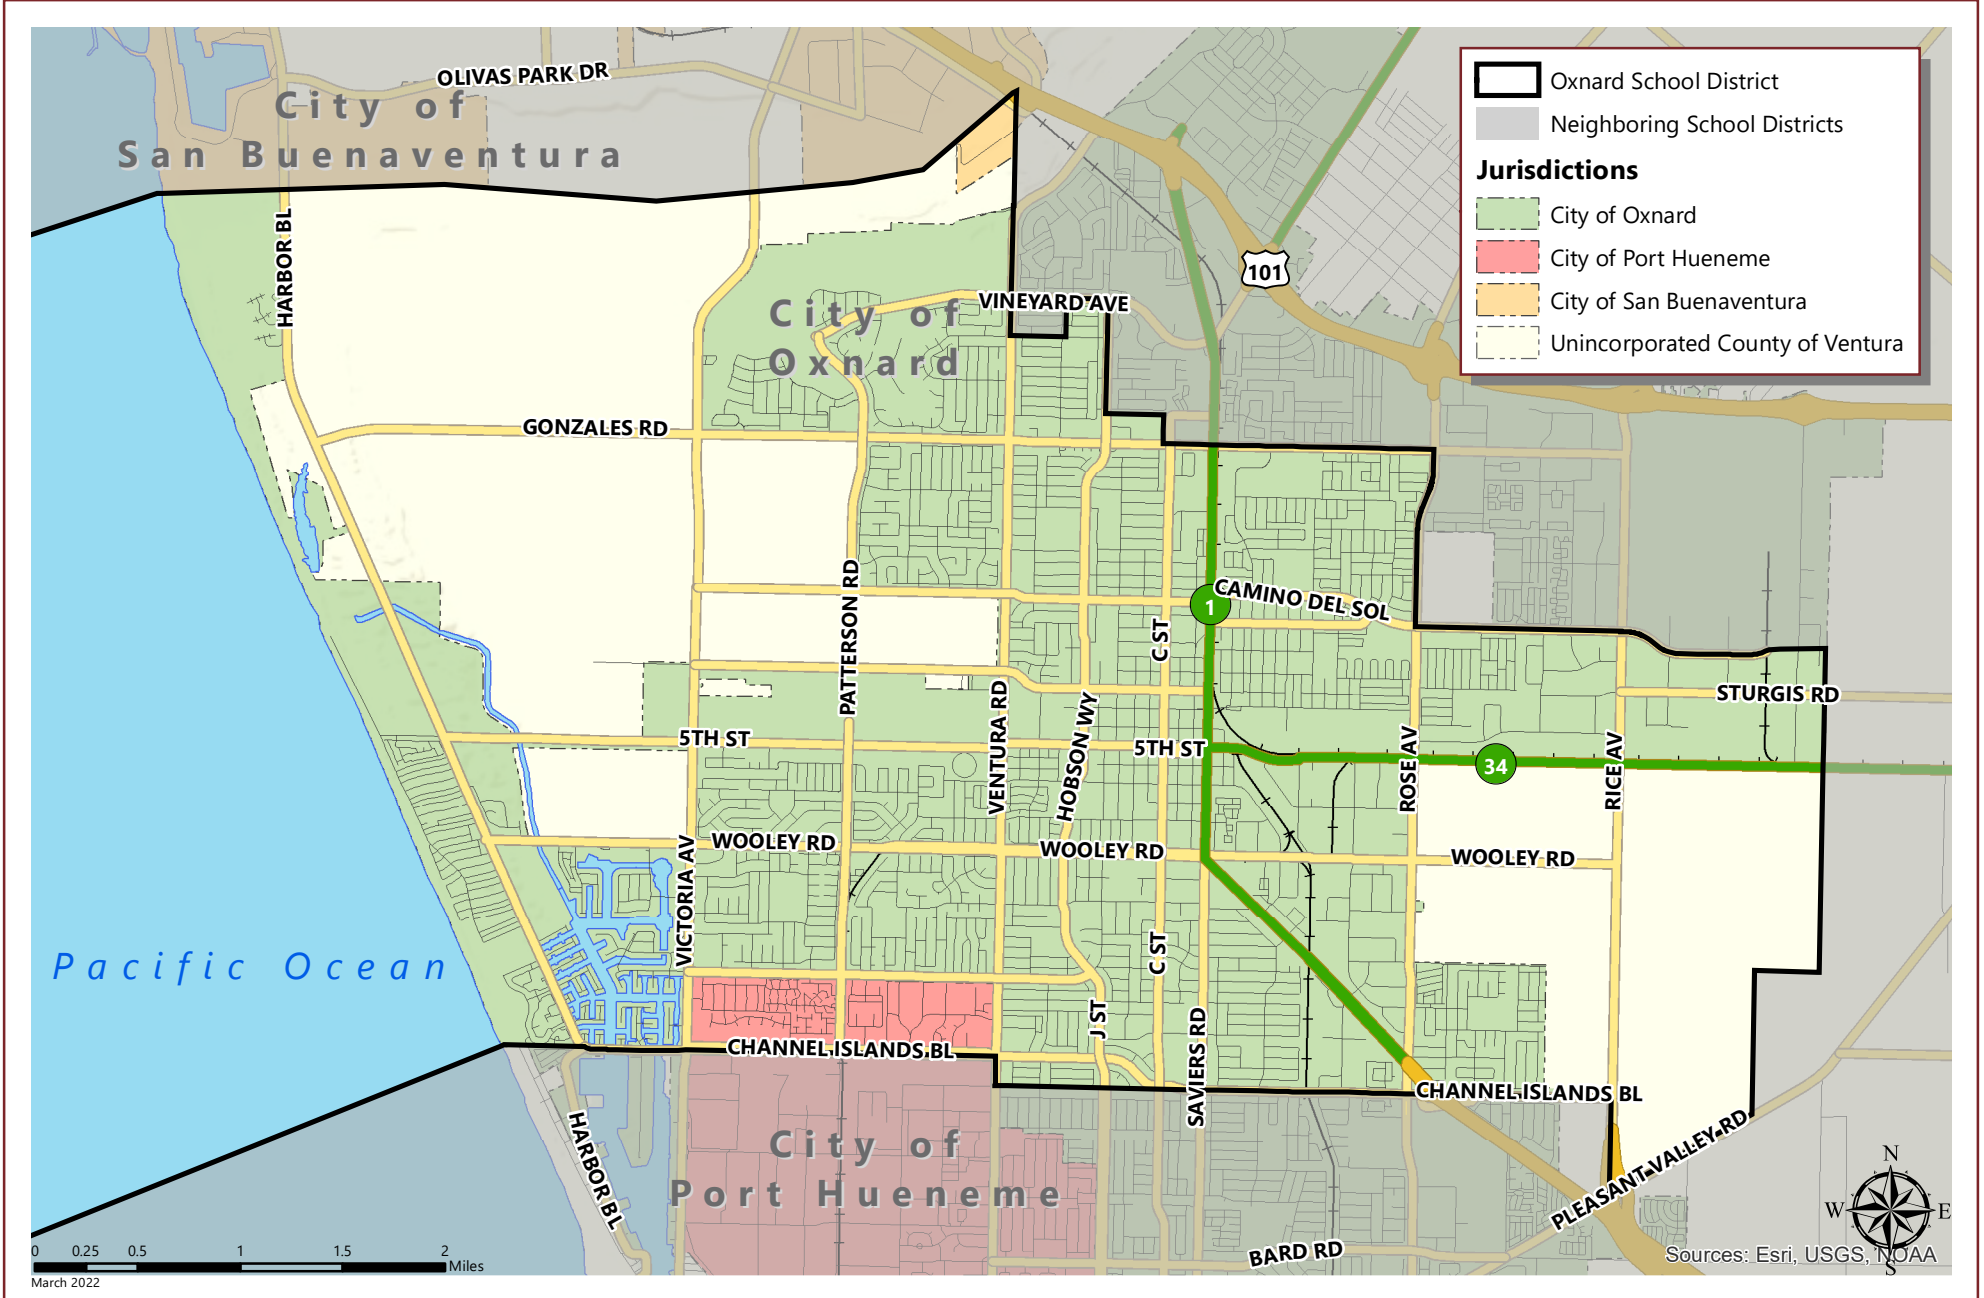 OLIVAS PARK DR
City of
San Buenaventura
Oxnard School District
Neighboring School Districts
Jurisdictions
City of Oxnard
City of Port Hueneme
City of San Buenaventura
Unincorporated County of Ventura
HARBOR BL
101
VINEYARD AVE
City of
Oxnard
GONZALES RD
CAMINO DEL SOL
1
PATTERSON RD
C ST
VENTURA RD
HOBSON WY
STURGIS RD
5TH ST
5TH ST
34
ROSE AV
RICE AV
WOOLEY RD
WOOLEY RD
WOOLEY RD
VICTORIA AV
C ST
Pacific Ocean
J ST
SAVIERS RD
CHANNEL ISLANDS BL
CHANNEL ISLANDS BL
HARBOR BL
City of
Port Hueneme
PLEASANT VALLEY RD
BARD RD
N
W
E
S
0 0.25 0.5 1 1.5 2
Miles
March 2022
Sources: Esri, USGS, NOAA